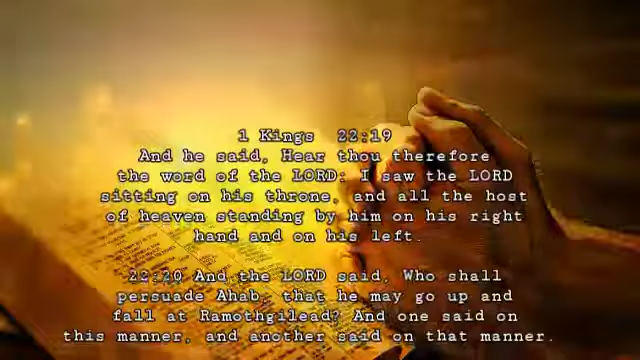 1 Kings 22:19
And he said, Hear thou therefore
the word of the LORD: I saw the LORD
sitting on his throne, and all the host
of heaven standing by him on his right
hand and on his left.
22:20 And the LORD said, Who shall
persuade Ahab, that he may go up and
fall at Ramothgilead? And one said on
this manner, and another said on that manner.